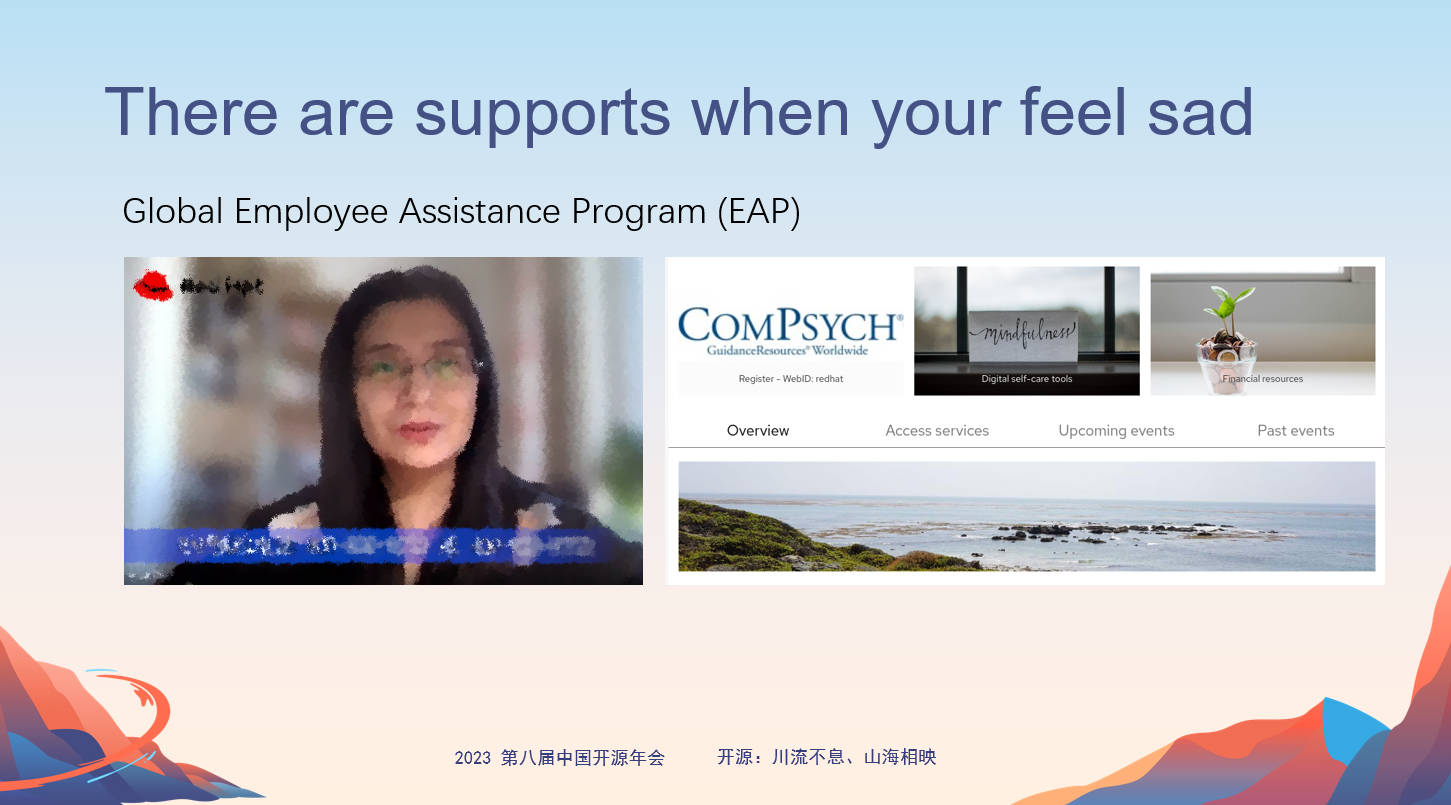 There are supports when your feel sad
Global Employee Assistance Program (EAP)
COMPSYCH®
GuidanceResources® Worldwide
Register - WebID: redhat
mindfulness
Digital self-care tools
Financial resources
Overview
Access services
Upcoming events
Past events
2023 第八届中国开源年会
开源：川流不息、山海相映